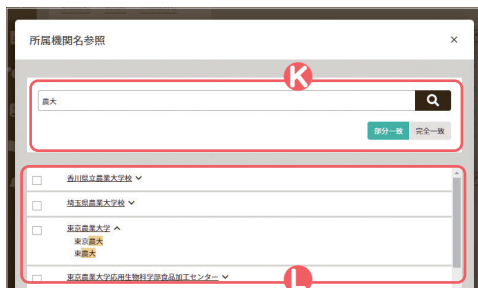 所属機関名参照 ×
K
農大
部分一致 完全一致
香川県立農業大学校
埼玉県農業大学校
東京農業大学
東京農大
東農大
東京農業大学応用生物科学部食品加工センター
L